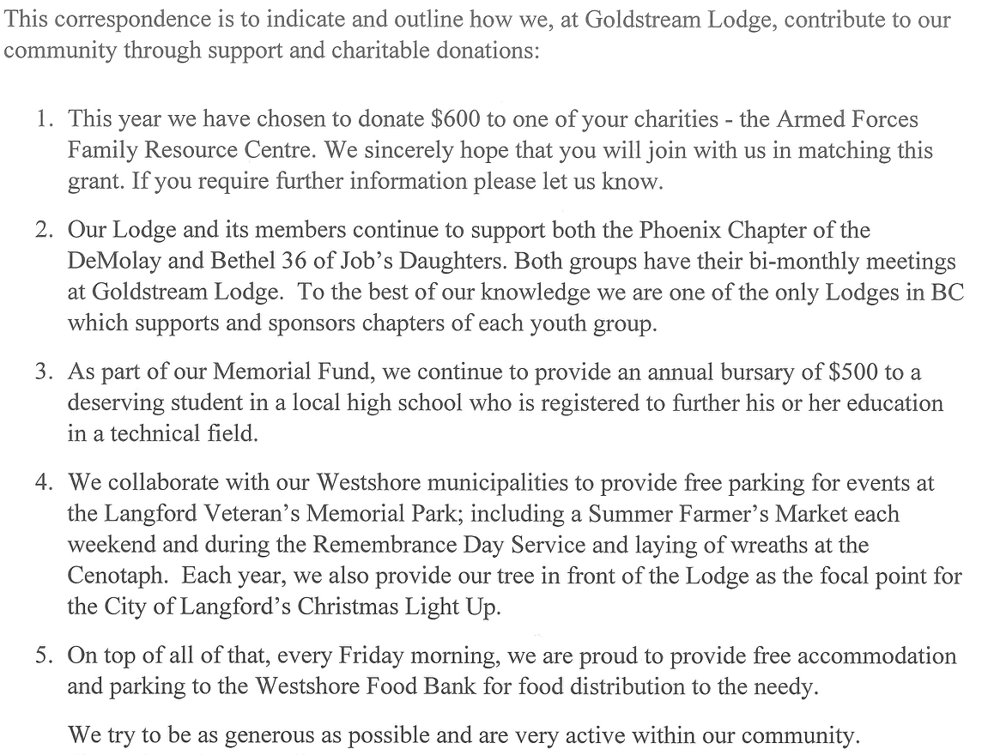 This correspondence is to indicate and outline how we, at Goldstream Lodge, contribute to our
community through support and charitable donations:
1. This year we have chosen to donate $600 to one of your charities - the Armed Forces
Family Resource Centre. We sincerely hope that you will join with us in matching this
grant. If you require further information please let us know.
2. Our Lodge and its members continue to support both the Phoenix Chapter of the
DeMolay and Bethel 36 of Job's Daughters. Both groups have their bi-monthly meetings
at Goldstream Lodge.  To the best of our knowledge we are one of the only Lodges in BC
which supports and sponsors chapters of each youth group.
3. As part of our Memorial Fund, we continue to provide an annual bursary of $500 to a
deserving student in a local high school who is registered to further his or her education
in a technical field.
4. We collaborate with our Westshore municipalities to provide free parking for events at
the Langford Veteran's Memorial Park; including a Summer Farmer's Market each
weekend and during the Remembrance Day Service and laying of wreaths at the
Cenotaph.  Each year, we also provide our tree in front of the Lodge as the focal point for
the City of Langford's Christmas Light Up.
5. On top of all of that, every Friday morning, we are proud to provide free accommodation
and parking to the Westshore Food Bank for food distribution to the needy.
We try to be as generous as possible and are very active within our community.